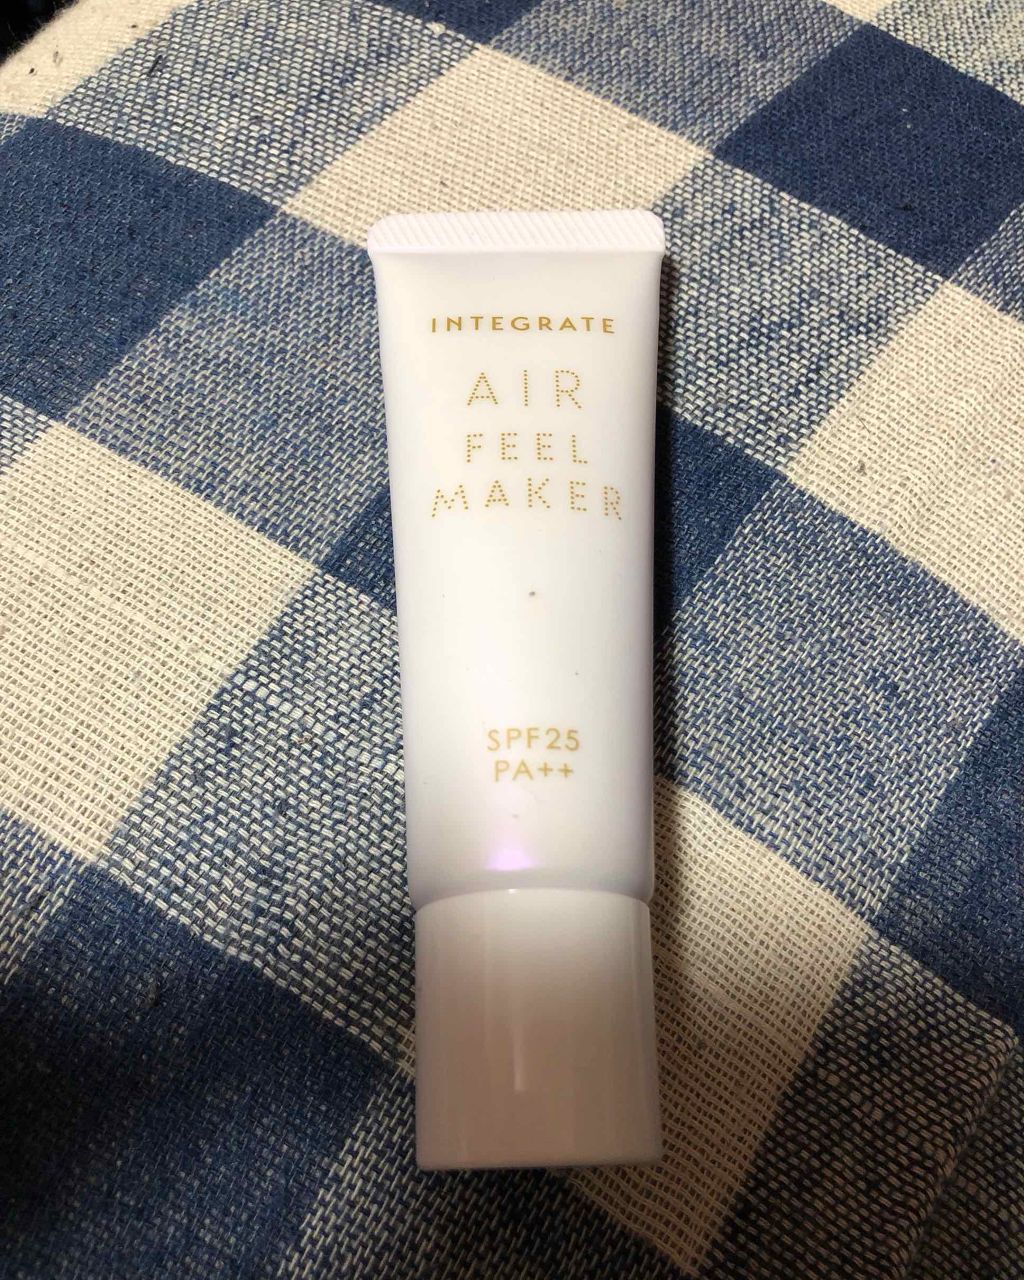 INTEGRATE
AIR
FEEL
MAKER
SPF25
PA++